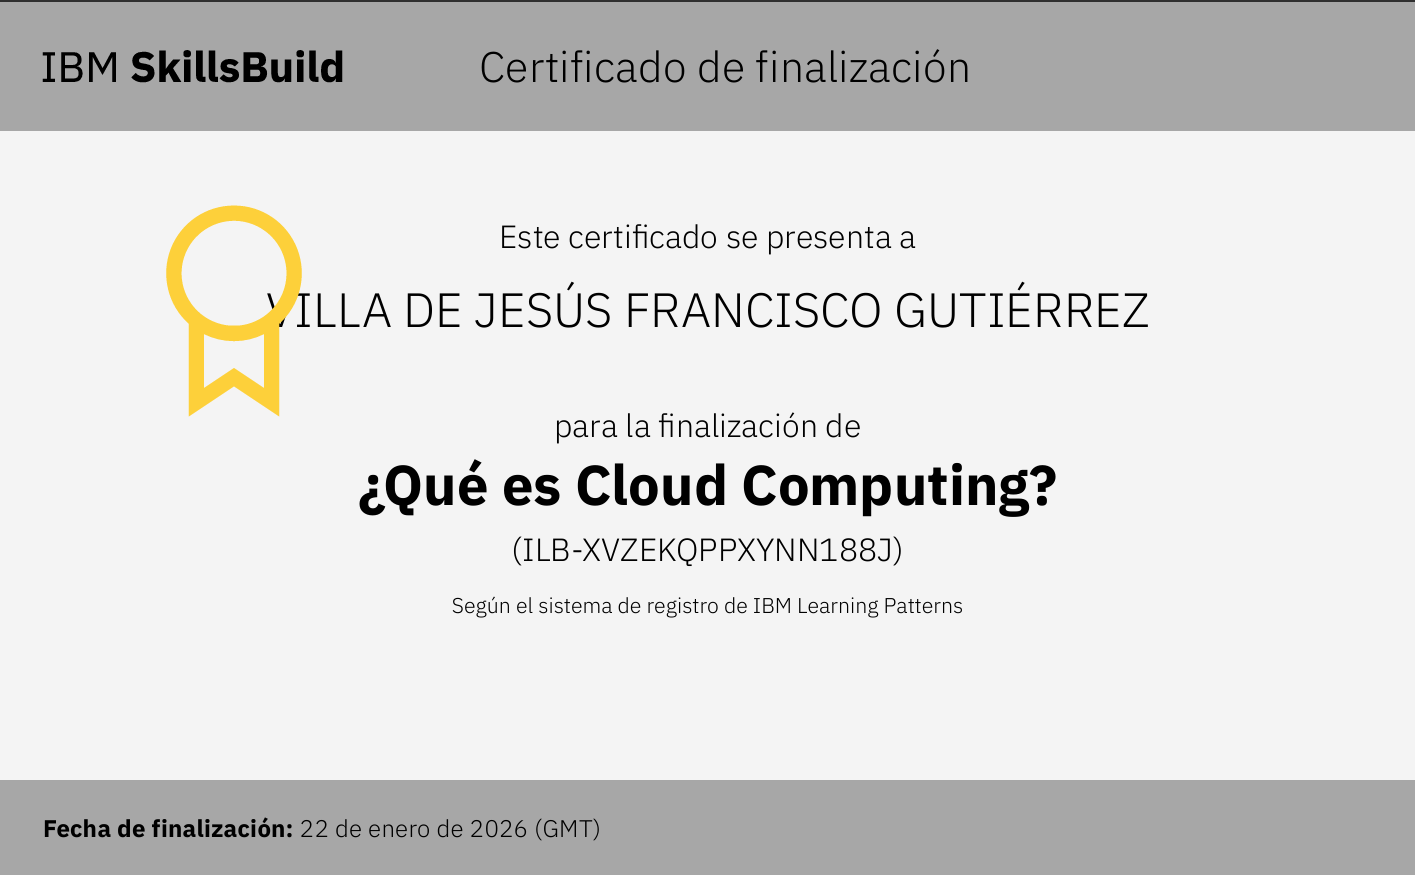 IBM SkillsBuild
Certificado de finalización
Este certificado se presenta a
VILLA DE JESÚS FRANCISCO GUTIÉRREZ
para la finalización de
¿Qué es Cloud Computing?
(ILB-XVZEKQPPXYNN188J)
Según el sistema de registro de IBM Learning Patterns
Fecha de finalización: 22 de enero de 2026 (GMT)